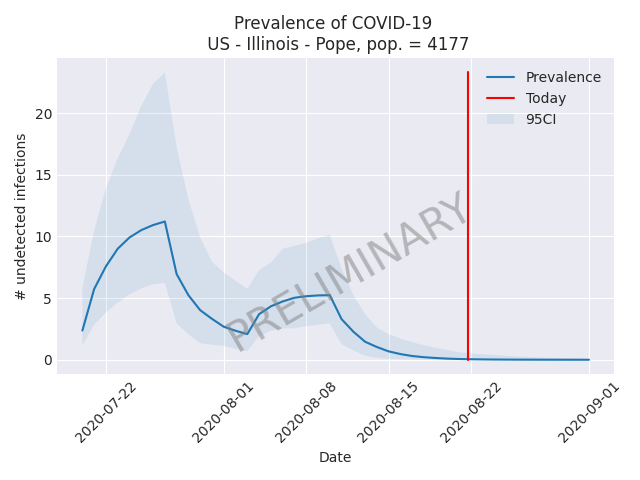 Prevalence of COVID-19
US - Illinois - Pope, pop. = 4177
# undetected infections
20
15
10
5
0
Prevalence
Today
95CI
PRELIMINARY
2020-07-22
2020-08-01
2020-08-08
2020-08-15
2020-08-22
2020-09-01
Date